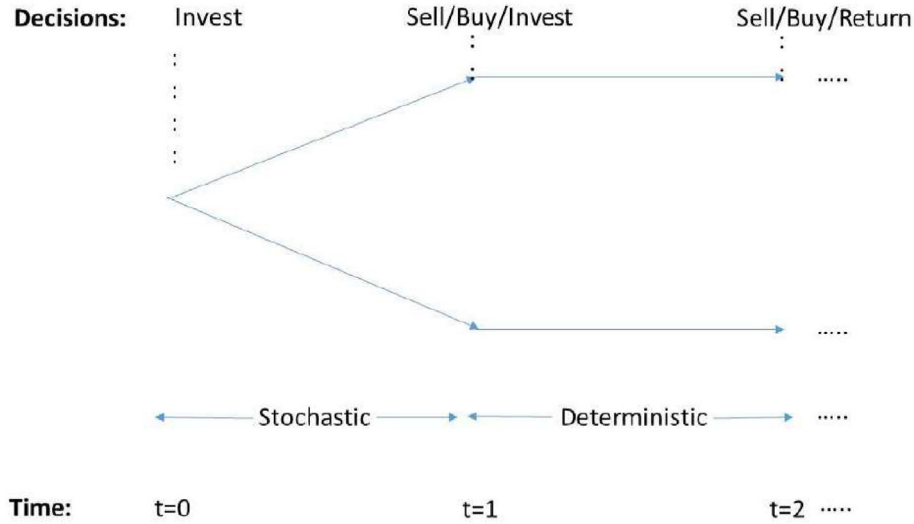 Decisions: Invest Sell/Buy/Invest Sell/Buy/Return
.....
.....
Stochastic Deterministic .....
Time: t=0 t=1 t=2 .....